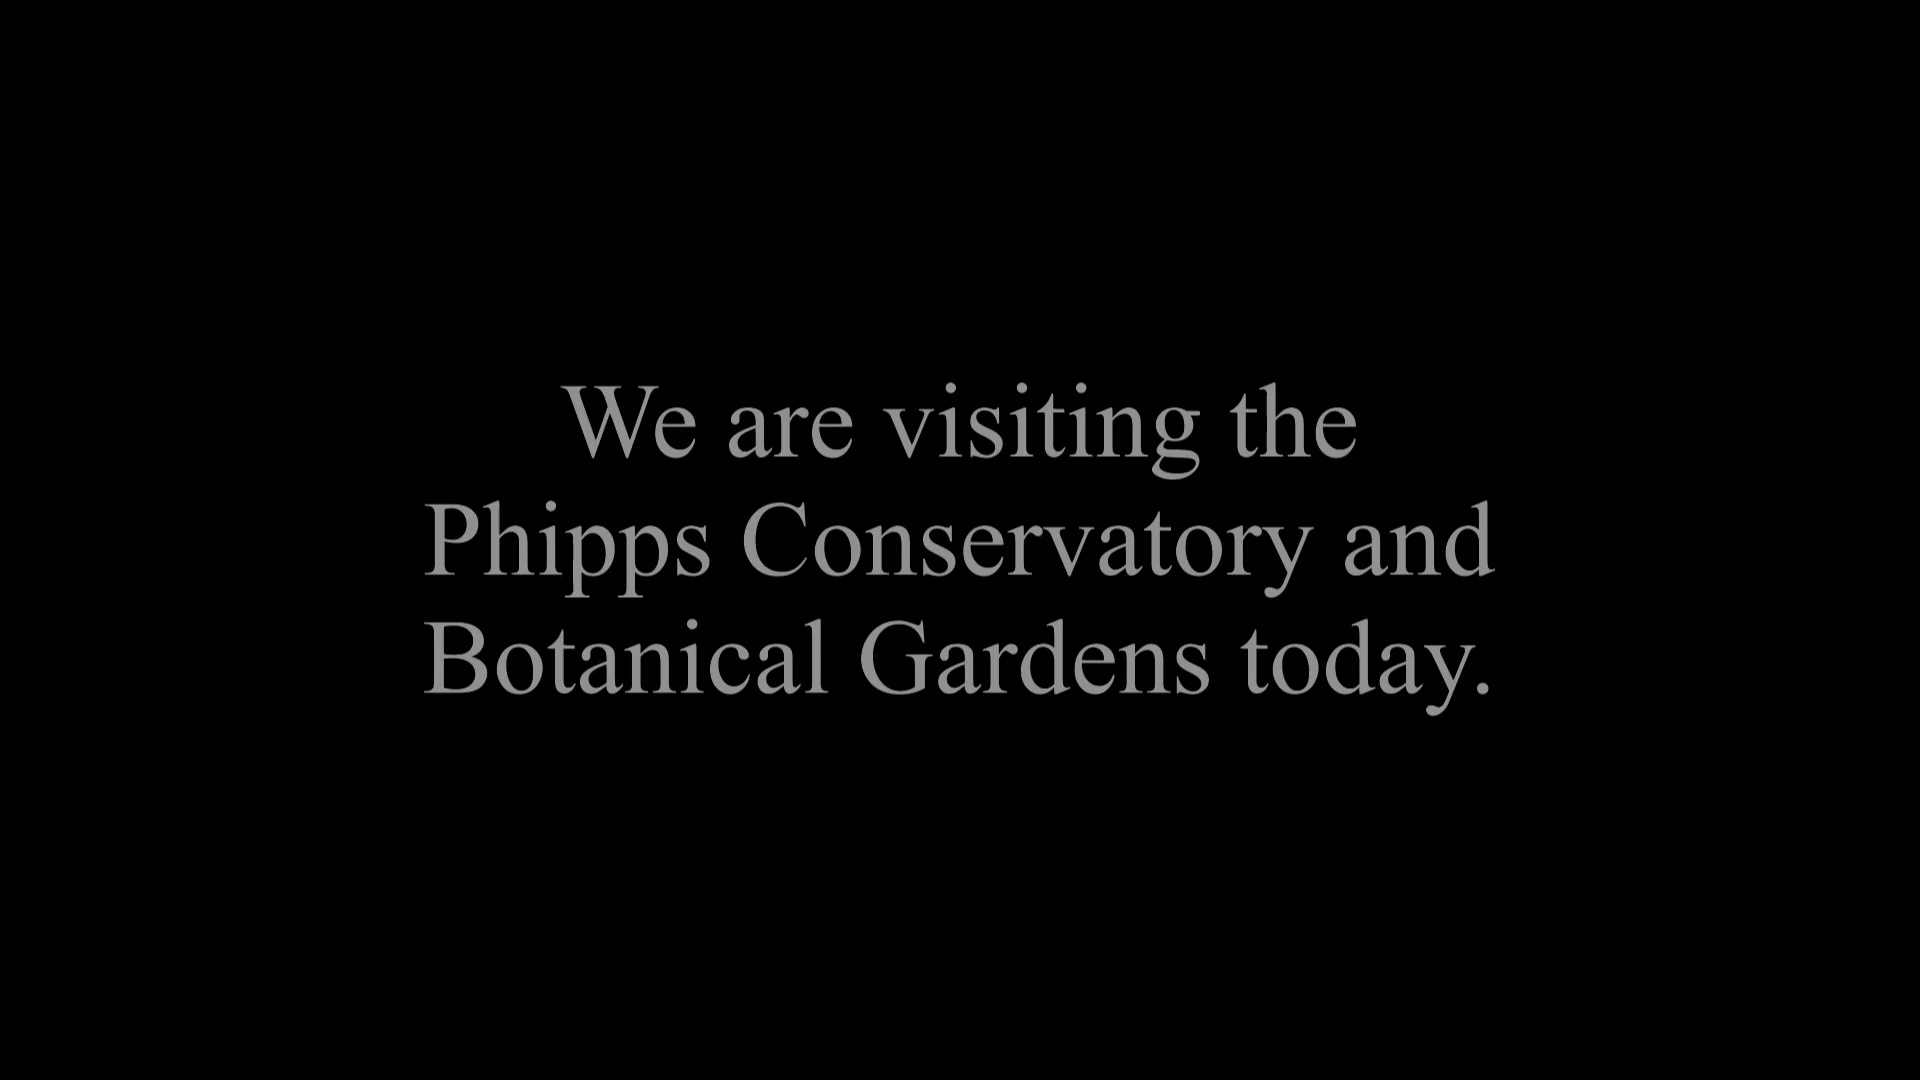 We are visiting the
Phipps Conservatory and
Botanical Gardens today.